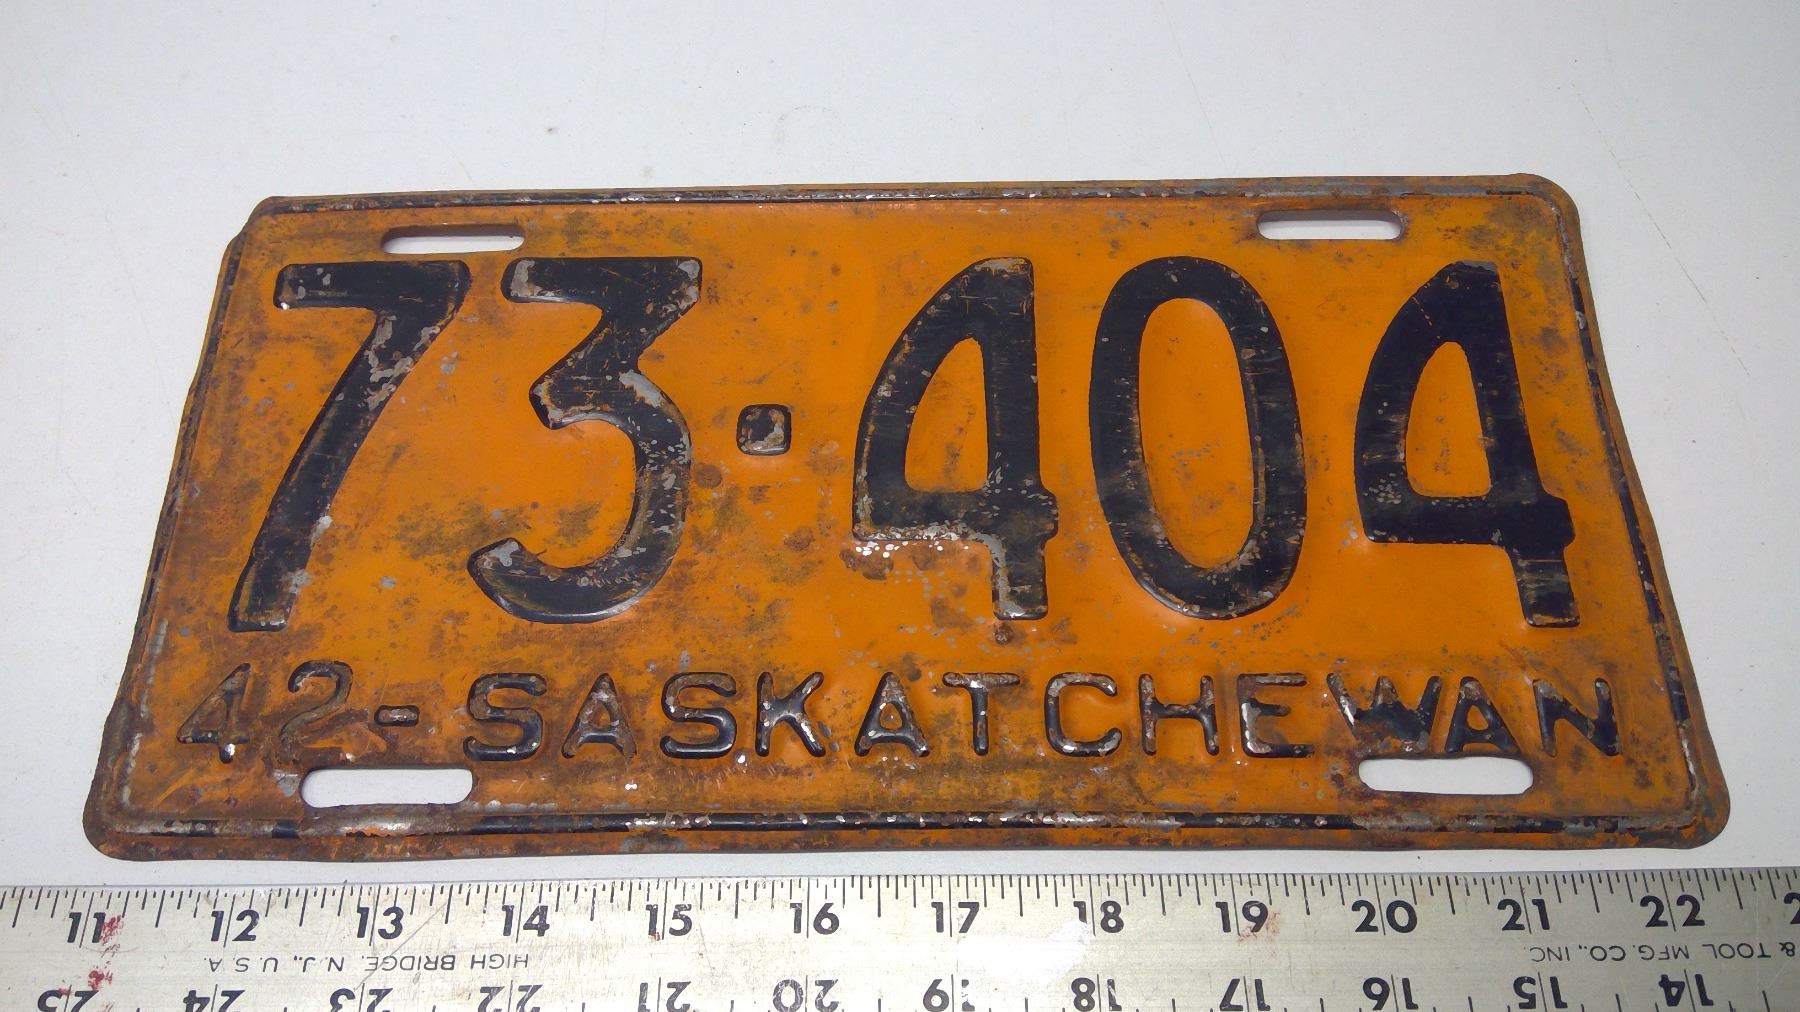 73·404
42-SASKATCHEWAN
11 12 13 14 15 16 17 18 19 20 21 22
HIGH BRIDGE, N.J., U.S.A.
& TOOL MFG. CO., INC.
25 24 23 22 21 20 19 18 17 16 15 14